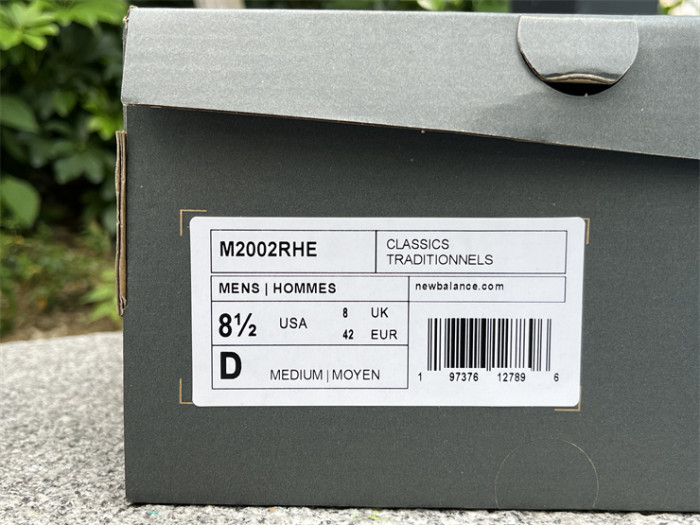 M2002RHE
CLASSICS
TRADITIONNELS
MENS | HOMMES
newbalance.com
8½ USA 8 UK
42 EUR
D MEDIUM | MOYEN
1 97376 12789 6